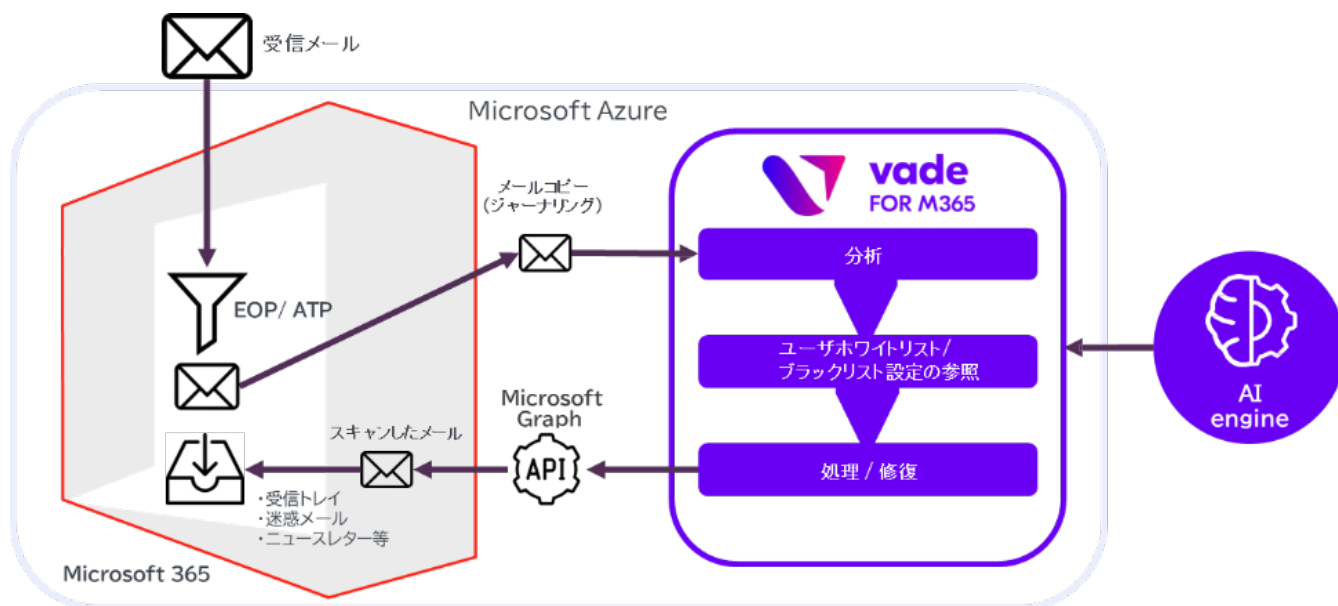 受信メール
Microsoft Azure
vade
FOR M365
メールコピー
(ジャーナリング)
分析
EOP/ ATP
ユーザホワイトリスト/
ブラックリスト設定の参照
AI
engine
Microsoft
Graph
API
スキャンしたメール
処理 / 修復
・受信トレイ
・迷惑メール
・ニュースレター等
Microsoft 365